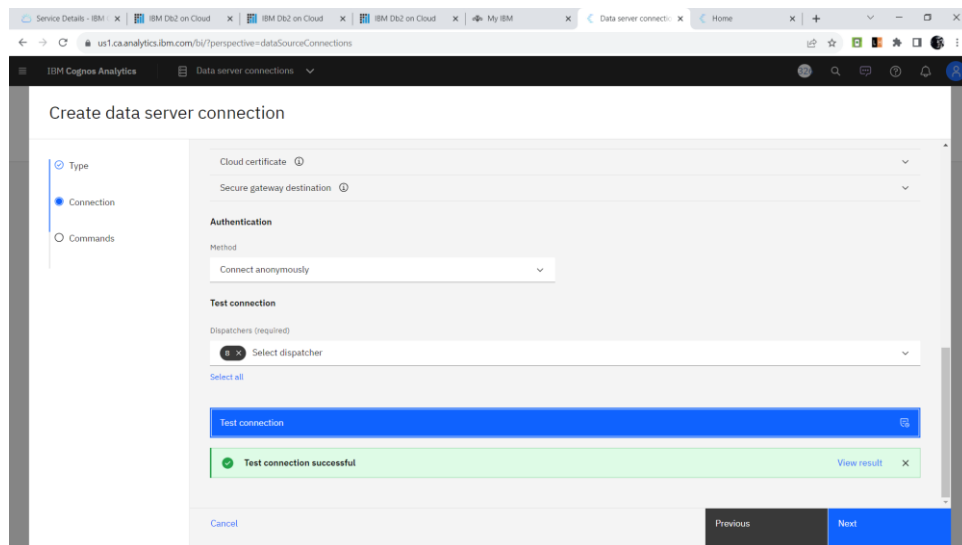 Service Details - IBM
IBM Db2 on Cloud
IBM Db2 on Cloud
IBM Db2 on Cloud
My IBM
Data server connectio
Home
us1.ca.analytics.ibm.com/bi/?perspective=dataSourceConnections
IBM Cognos Analytics
Data server connections
Create data server connection
Type
Connection
Commands
Cloud certificate
Secure gateway destination
Authentication
Method
Connect anonymously
Test connection
Dispatchers (required)
8 Select dispatcher
Select all
Test connection
Test connection successful
View result
Cancel
Previous
Next